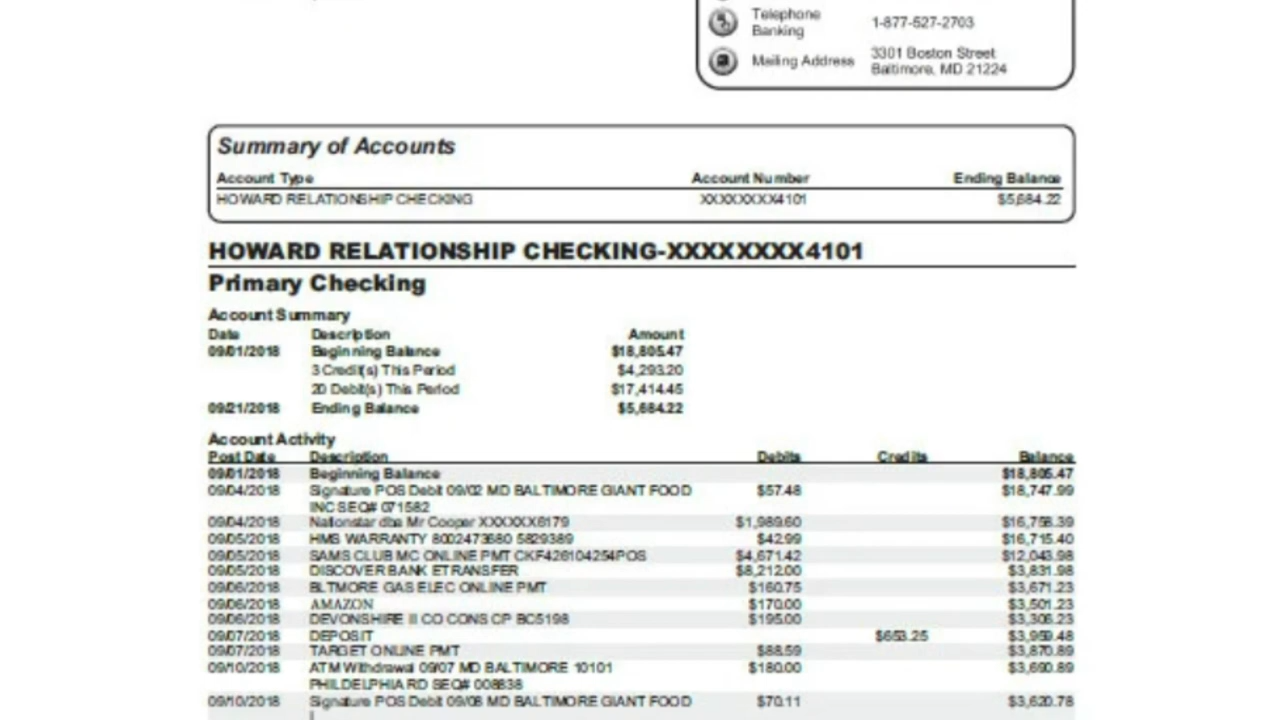 Telephone Banking 1-877-527-2703
Mailing Address 3301 Boston Street
Baltimore, MD 21224
Summary of Accounts
Account Type Account Number Ending Balance
HOWARD RELATIONSHIP CHECKING XXXXXXXX4101 $5,684.22
HOWARD RELATIONSHIP CHECKING-XXXXXXXX4101
Primary Checking
Account Summary
Date Description Amount
09/01/2018 Beginning Balance $18,805.47
3 Credit(s) This Period $4,293.20
20 Debit(s) This Period $17,414.45
09/21/2018 Ending Balance $5,684.22
Account Activity
Post Date Description Debits Credits Balance
09/01/2018 Beginning Balance $18,805.47
09/04/2018 Signature POS Debit 09/02 MD BALTIMORE GIANT FOOD $57.48 $18,747.99
INC SEQ# 071582
09/04/2018 Nationstar dba Mr Cooper XXXXXX6179 $1,989.60 $16,758.39
09/05/2018 HMS WARRANTY 8002473680 5829389 $42.99 $16,715.40
09/05/2018 SAMS CLUB MC ONLINE PMT CKF426104254POS $4,671.42 $12,043.98
09/05/2018 DISCOVER BANK ETRANSFER $8,212.00 $3,831.98
09/06/2018 BLTMORE GAS ELEC ONLINE PMT $160.75 $3,671.23
09/06/2018 AMAZON $170.00 $3,501.23
09/06/2018 DEVONSHIRE II CO CONS CP BC5198 $195.00 $3,306.23
09/07/2018 DEPOSIT $653.25 $3,959.48
09/07/2018 TARGET ONLINE PMT $88.59 $3,870.89
09/10/2018 ATM Withdrawal 09/07 MD BALTIMORE 10101 $180.00 $3,690.89
PHILDELPHIA RD SEQ# 008838
09/10/2018 Signature POS Debit 09/08 MD BALTIMORE GIANT FOOD $70.11 $3,620.78